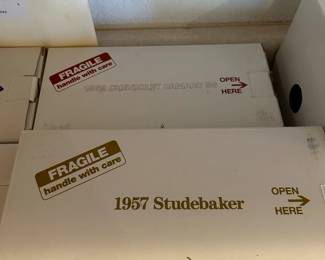 FRAGILE
handle with care
OPEN
HERE
FRAGILE
handle with care
1957 Studebaker
OPEN
HERE